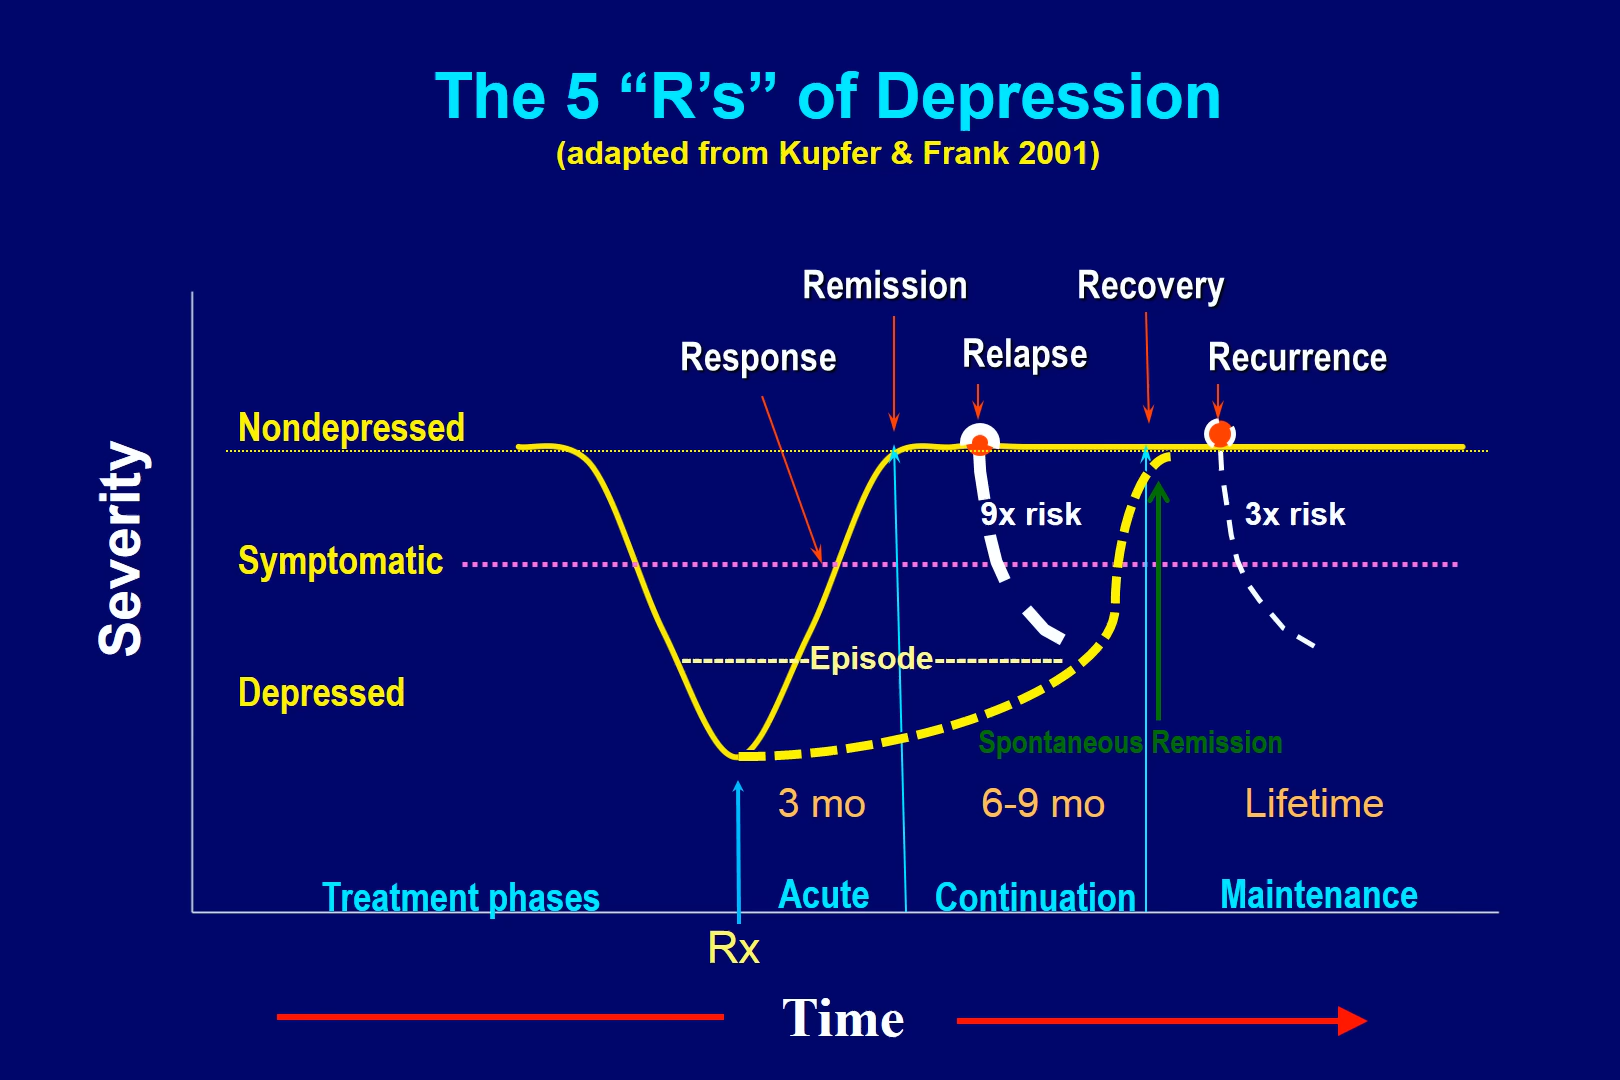 The 5 “R’s” of Depression
(adapted from Kupfer & Frank 2001)
Remission
Recovery
Response
Relapse
Recurrence
Nondepressed
Severity
9x risk
3x risk
Symptomatic
------------Episode------------
Depressed
Spontaneous Remission
3 mo
6-9 mo
Lifetime
Treatment phases
Acute
Continuation
Maintenance
Rx
Time